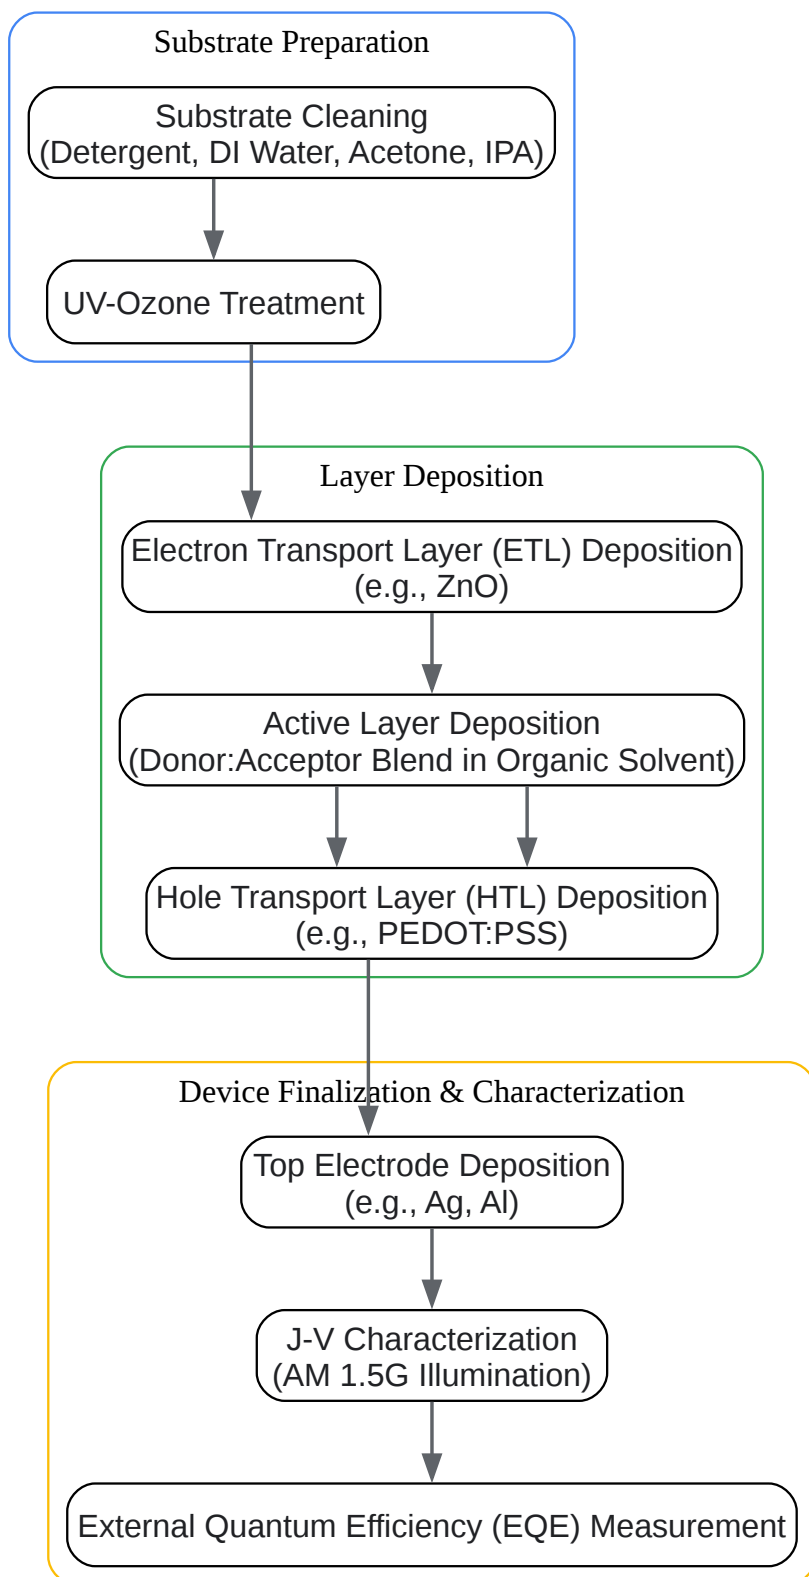 Substrate Preparation
Substrate Cleaning
(Detergent, DI Water, Acetone, IPA)
UV-Ozone Treatment
Layer Deposition
Electron Transport Layer (ETL) Deposition
(e.g., ZnO)
Active Layer Deposition
(Donor:Acceptor Blend in Organic Solvent)
Hole Transport Layer (HTL) Deposition
(e.g., PEDOT:PSS)
Device Finalization & Characterization
Top Electrode Deposition
(e.g., Ag, Al)
J-V Characterization
(AM 1.5G Illumination)
External Quantum Efficiency (EQE) Measurement